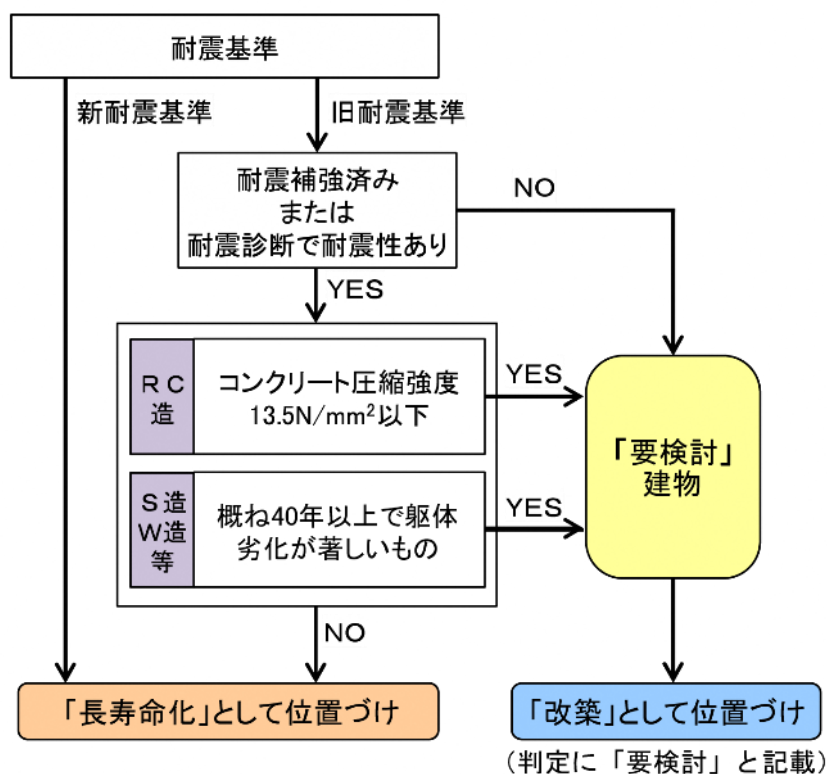 耐震基準
新耐震基準
旧耐震基準
耐震補強済み
または
耐震診断で耐震性あり
NO
YES
RC
造
コンクリート圧縮強度
13.5N/mm²以下
YES
S造
W造
等
概ね40年以上で躯体
劣化が著しいもの
YES
「要検討」
建物
NO
「長寿命化」として位置づけ
「改築」として位置づけ
(判定に「要検討」と記載)